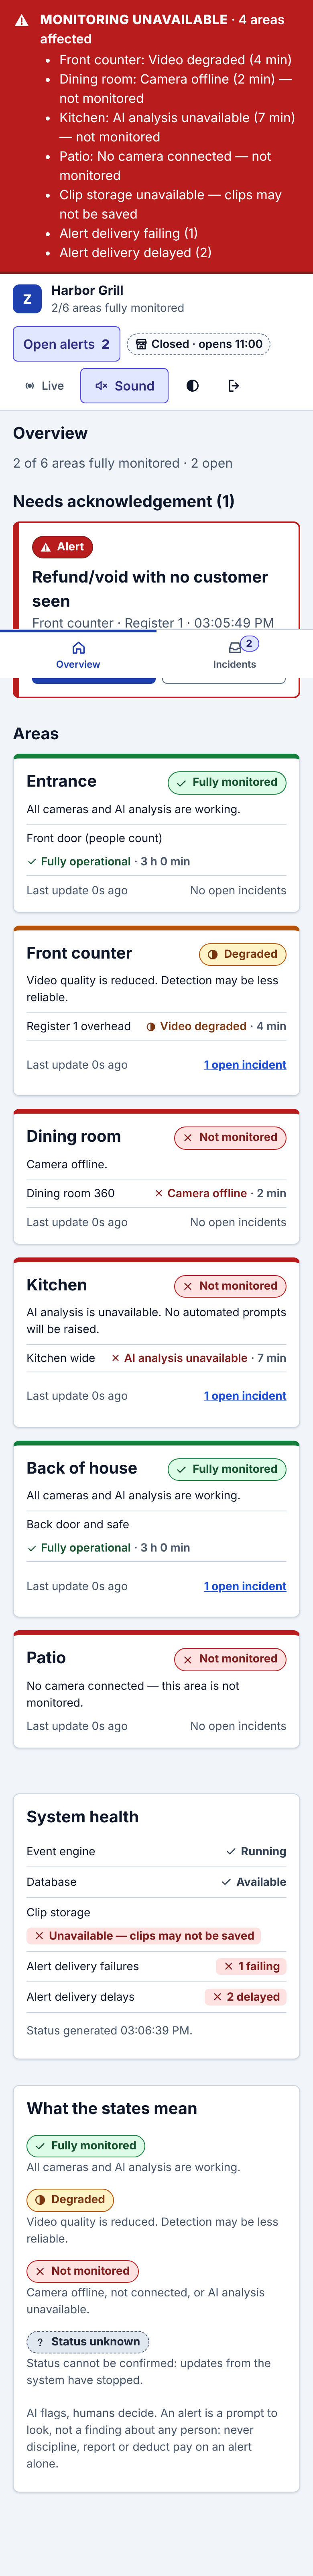 MONITORING UNAVAILABLE · 4 areas
affected
• Front counter: Video degraded (4 min)
• Dining room: Camera offline (2 min) —
not monitored
• Kitchen: AI analysis unavailable (7 min)
— not monitored
• Patio: No camera connected — not
monitored
• Clip storage unavailable — clips may
not be saved
• Alert delivery failing (1)
• Alert delivery delayed (2)
Z
Harbor Grill
2/6 areas fully monitored
Open alerts 2
Closed · opens 11:00
Live
Sound
Overview
2 of 6 areas fully monitored · 2 open
Needs acknowledgement (1)
Alert
Refund/void with no customer
seen
Front counter · Register 1 · 03:05:49 PM
Overview
2
Incidents
Areas
Entrance
Fully monitored
All cameras and AI analysis are working.
Front door (people count)
Fully operational · 3 h 0 min
Last update 0s ago
No open incidents
Front counter
Degraded
Video quality is reduced. Detection may be less
reliable.
Register 1 overhead
Video degraded · 4 min
Last update 0s ago
1 open incident
Dining room
Not monitored
Camera offline.
Dining room 360
Camera offline · 2 min
Last update 0s ago
No open incidents
Kitchen
Not monitored
AI analysis is unavailable. No automated prompts
will be raised.
Kitchen wide
AI analysis unavailable · 7 min
Last update 0s ago
1 open incident
Back of house
Fully monitored
All cameras and AI analysis are working.
Back door and safe
Fully operational · 3 h 0 min
Last update 0s ago
1 open incident
Patio
Not monitored
No camera connected — this area is not
monitored.
Last update 0s ago
No open incidents
System health
Event engine
Running
Database
Available
Clip storage
Unavailable — clips may not be saved
Alert delivery failures
1 failing
Alert delivery delays
2 delayed
Status generated 03:06:39 PM.
What the states mean
Fully monitored
All cameras and AI analysis are working.
Degraded
Video quality is reduced. Detection may be less
reliable.
Not monitored
Camera offline, not connected, or AI analysis
unavailable.
? Status unknown
Status cannot be confirmed: updates from the
system have stopped.
AI flags, humans decide. An alert is a prompt to
look, not a finding about any person: never
discipline, report or deduct pay on an alert
alone.